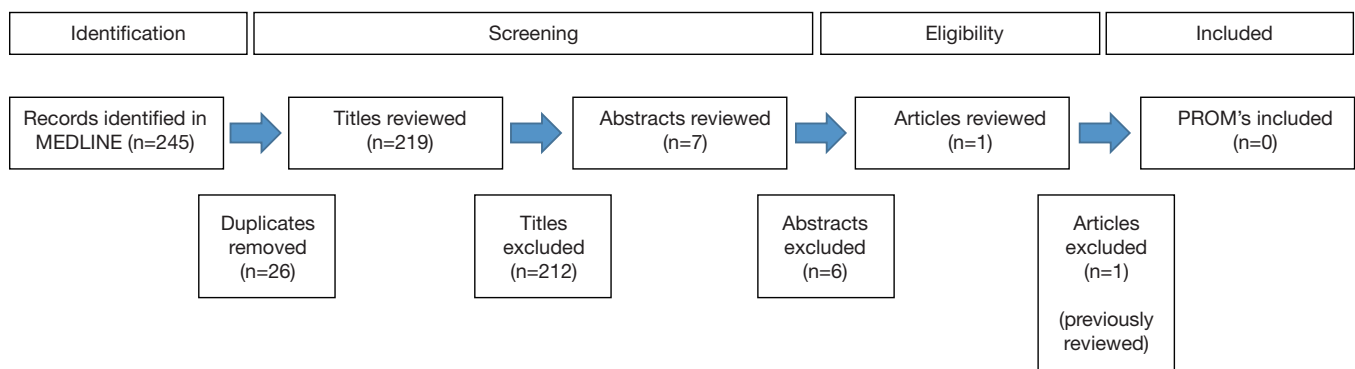 Identification
Screening
Eligibility
Included
Records identified in
MEDLINE (n=245)
Titles reviewed
(n=219)
Abstracts reviewed
(n=7)
Articles reviewed
(n=1)
PROM's included
(n=0)
Duplicates
removed
(n=26)
Titles
excluded
(n=212)
Abstracts
excluded
(n=6)
Articles
excluded
(n=1)
(previously
reviewed)